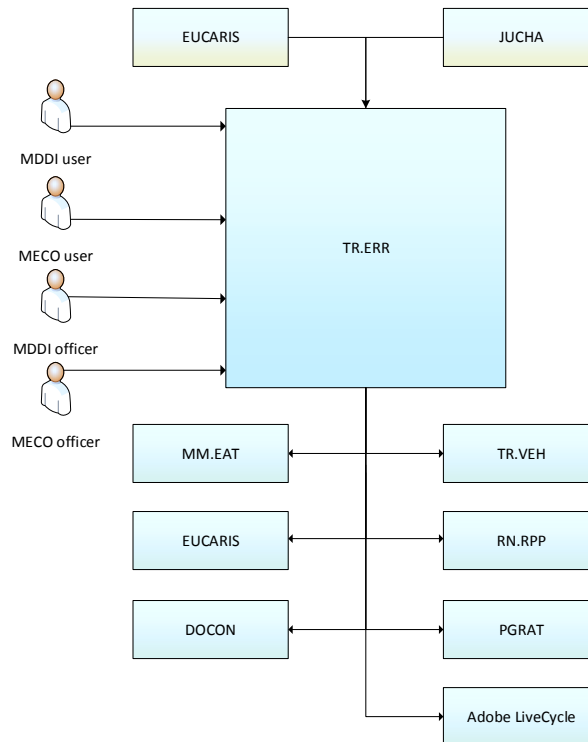 EUCARIS
JUCHA
MDDI user
MECO user
MDDI officer
MECO officer
TR.ERR
MM.EAT
TR.VEH
EUCARIS
RN.RPP
DOCON
PGRAT
Adobe LiveCycle